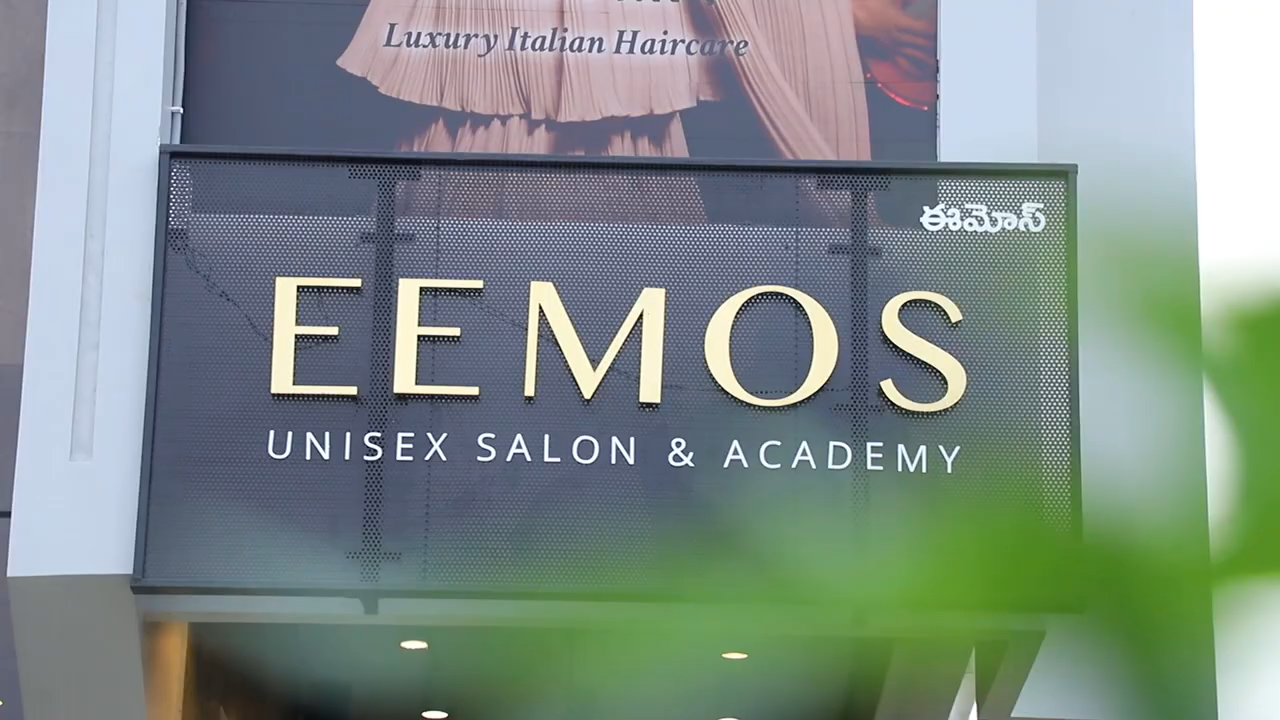 Luxury Italian Haircare
ఈమోస్
EEMOS
UNISEX SALON & ACADEMY